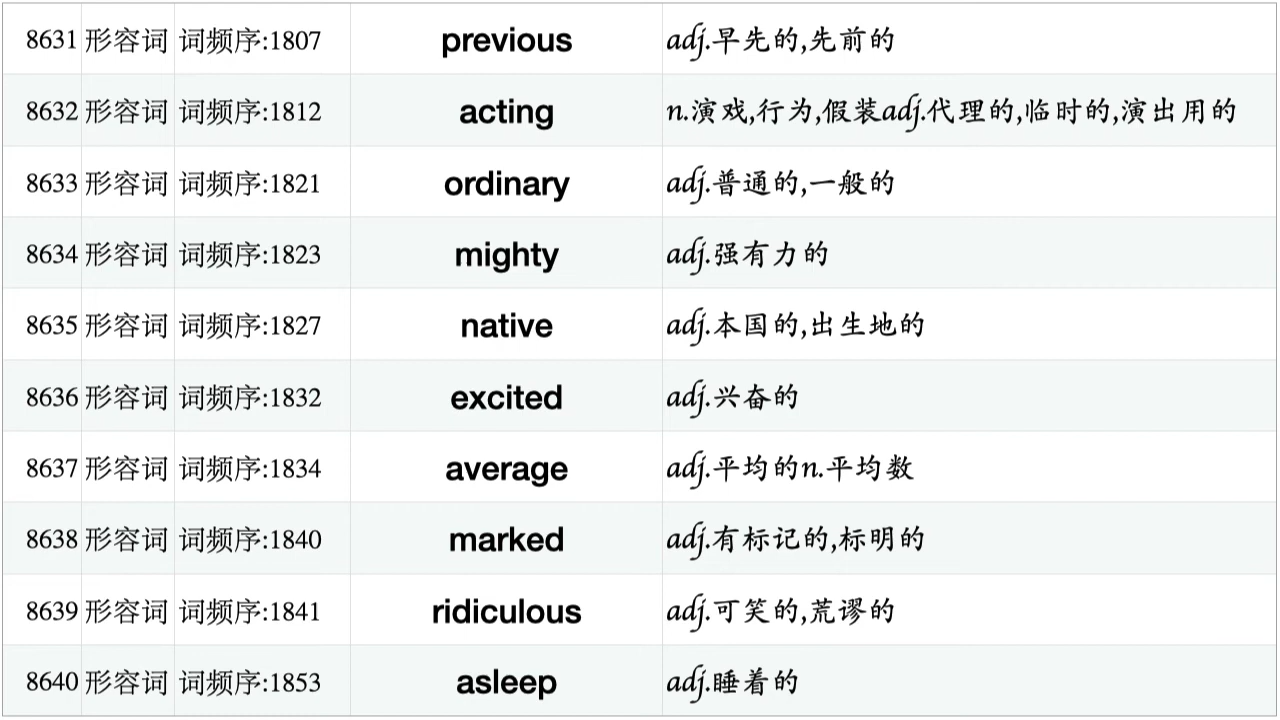 8631 形容词 词频序:1807 previous adj.早先的,先前的
8632 形容词 词频序:1812 acting n.演戏,行为,假装adj.代理的,临时的,演出用的
8633 形容词 词频序:1821 ordinary adj.普通的,一般的
8634 形容词 词频序:1823 mighty adj.强有力的
8635 形容词 词频序:1827 native adj.本国的,出生地的
8636 形容词 词频序:1832 excited adj.兴奋的
8637 形容词 词频序:1834 average adj.平均的n.平均数
8638 形容词 词频序:1840 marked adj.有标记的,标明的
8639 形容词 词频序:1841 ridiculous adj.可笑的,荒谬的
8640 形容词 词频序:1853 asleep adj.睡着的